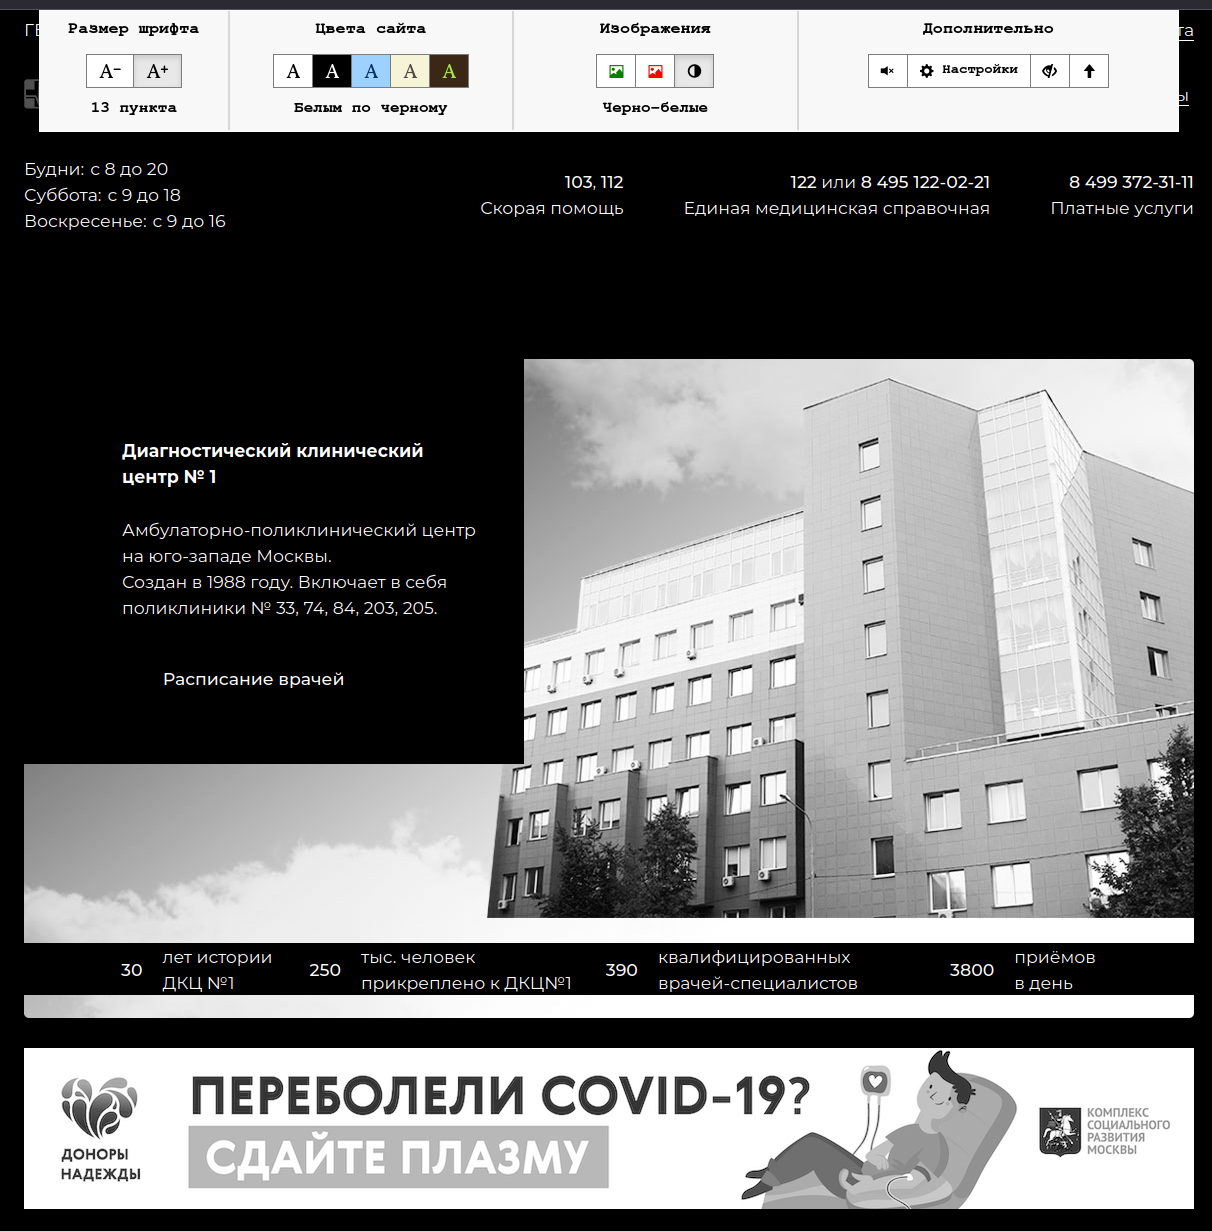 Размер шрифта
А- А+
13 пункта
Цвета сайта
А А А А А
Белым по черному
Изображения
Черно-белые
Дополнительно
Настройки
Будни: с 8 до 20
Суббота: с 9 до 18
Воскресенье: с 9 до 16
103, 112
Скорая помощь
122 или 8 495 122-02-21
Единая медицинская справочная
8 499 372-31-11
Платные услуги
Диагностический клинический
центр № 1
Амбулаторно-поликлинический центр
на юго-западе Москвы.
Создан в 1988 году. Включает в себя
поликлиники № 33, 74, 84, 203, 205.
Расписание врачей
30 лет истории
ДКЦ №1
250 тыс. человек
прикреплено к ДКЦ№1
390 квалифицированных
врачей-специалистов
3800 приёмов
в день
ДОНОРЫ
НАДЕЖДЫ
ПЕРЕБОЛЕЛИ COVID-19?
СДАЙТЕ ПЛАЗМУ
КОМПЛЕКС
СОЦИАЛЬНОГО
РАЗВИТИЯ
МОСКВЫ